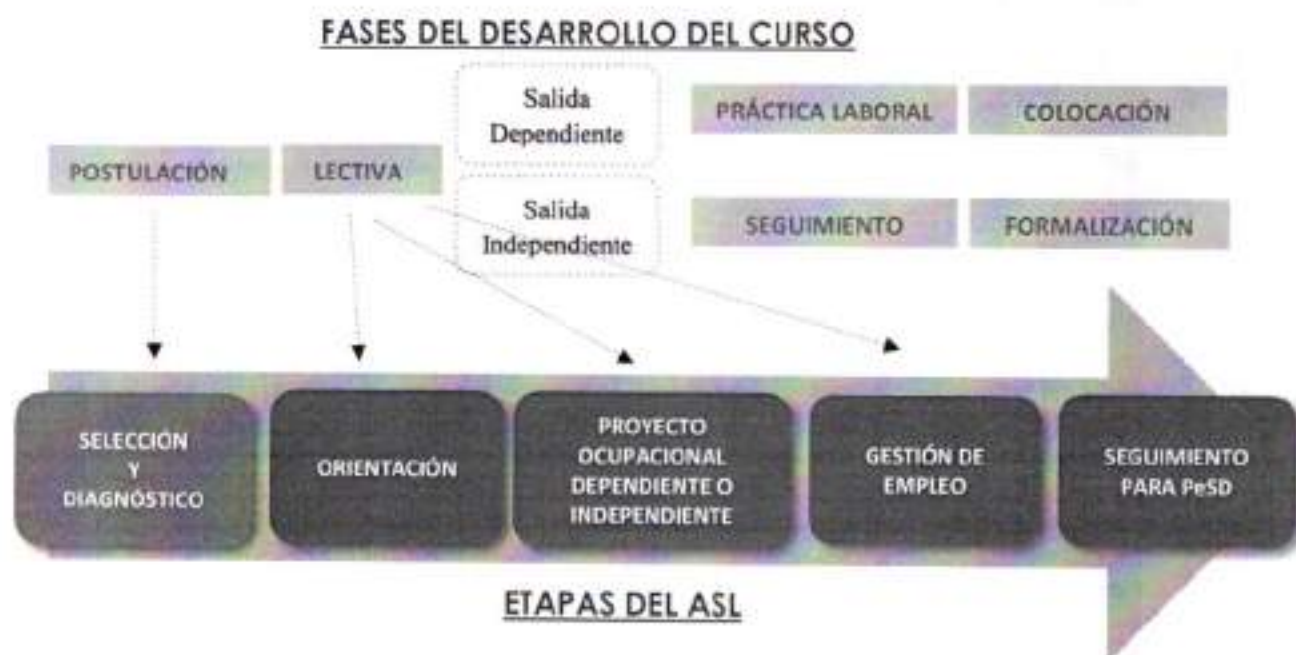 FASES DEL DESARROLLO DEL CURSO
Salida
Dependiente
PRÁCTICA LABORAL
COLOCACIÓN
POSTULACIÓN
LECTIVA
Salida
Independiente
SEGUIMIENTO
FORMALIZACIÓN
SELECCIÓN
Y
DIAGNÓSTICO
ORIENTACIÓN
PROYECTO
OCUPACIONAL
DEPENDIENTE O
INDEPENDIENTE
GESTIÓN DE
EMPLEO
SEGUIMIENTO
PARA PeSD
ETAPAS DEL ASL